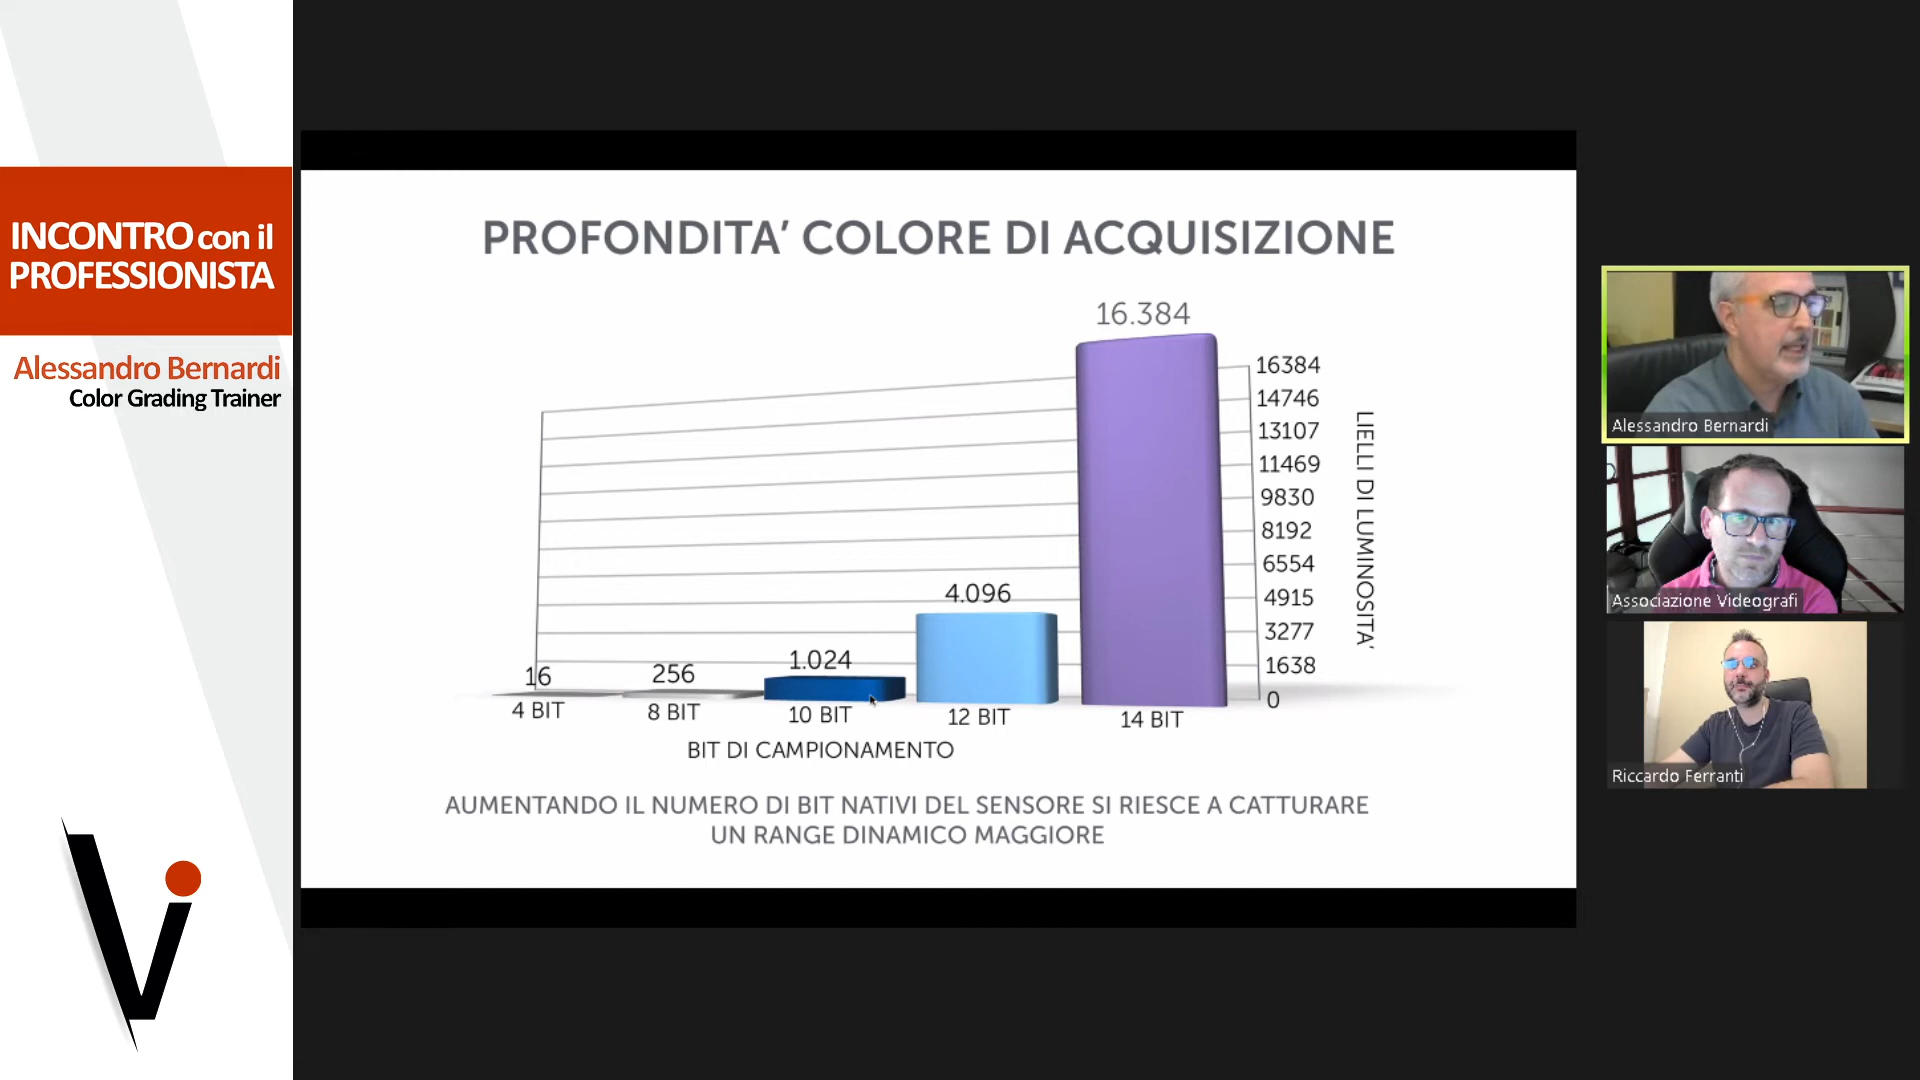 INCONTRO con il
PROFESSIONISTA
Alessandro Bernardi
Color Grading Trainer
Vi
PROFONDITA’ COLORE DI ACQUISIZIONE
16.384
4.096
1.024
256
16
16384
14746
13107
11469
9830
8192
6554
4915
3277
1638
0
LIELLI DI LUMINOSITA’
4 BIT
8 BIT
10 BIT
12 BIT
14 BIT
BIT DI CAMPIONAMENTO
AUMENTANDO IL NUMERO DI BIT NATIVI DEL SENSORE SI RIESCE A CATTURARE
UN RANGE DINAMICO MAGGIORE
Alessandro Bernardi
Associazione Videografi
Riccardo Ferranti